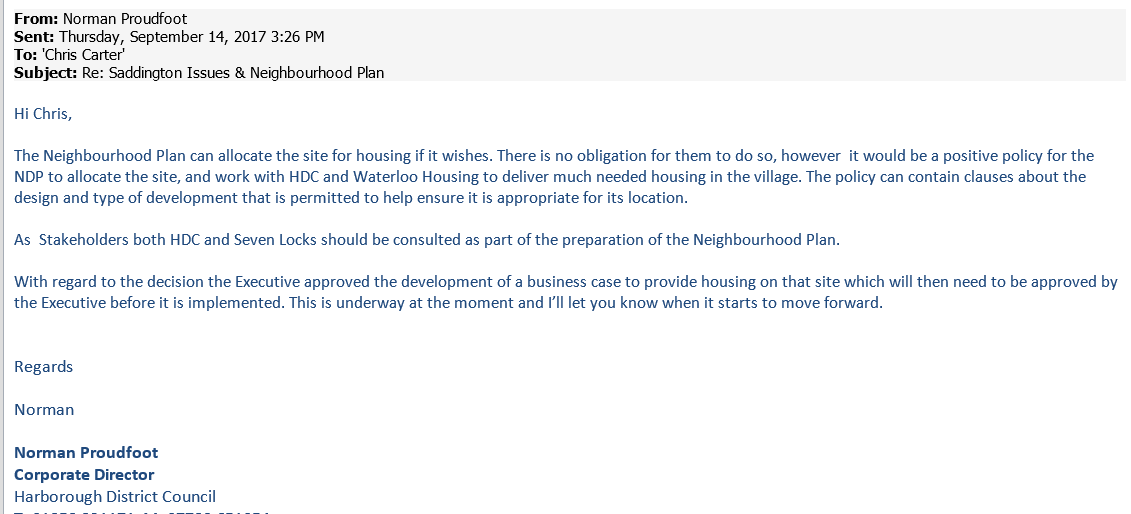 From: Norman Proudfoot
Sent: Thursday, September 14, 2017 3:26 PM
To: 'Chris Carter'
Subject: Re: Saddington Issues & Neighbourhood Plan
Hi Chris,
The Neighbourhood Plan can allocate the site for housing if it wishes. There is no obligation for them to do so, however  it would be a positive policy for the
NDP to allocate the site, and work with HDC and Waterloo Housing to deliver much needed housing in the village. The policy can contain clauses about the
design and type of development that is permitted to help ensure it is appropriate for its location.
As  Stakeholders both HDC and Seven Locks should be consulted as part of the preparation of the Neighbourhood Plan.
With regard to the decision the Executive approved the development of a business case to provide housing on that site which will then need to be approved by
the Executive before it is implemented. This is underway at the moment and I'll let you know when it starts to move forward.
Regards
Norman
Norman Proudfoot
Corporate Director
Harborough District Council